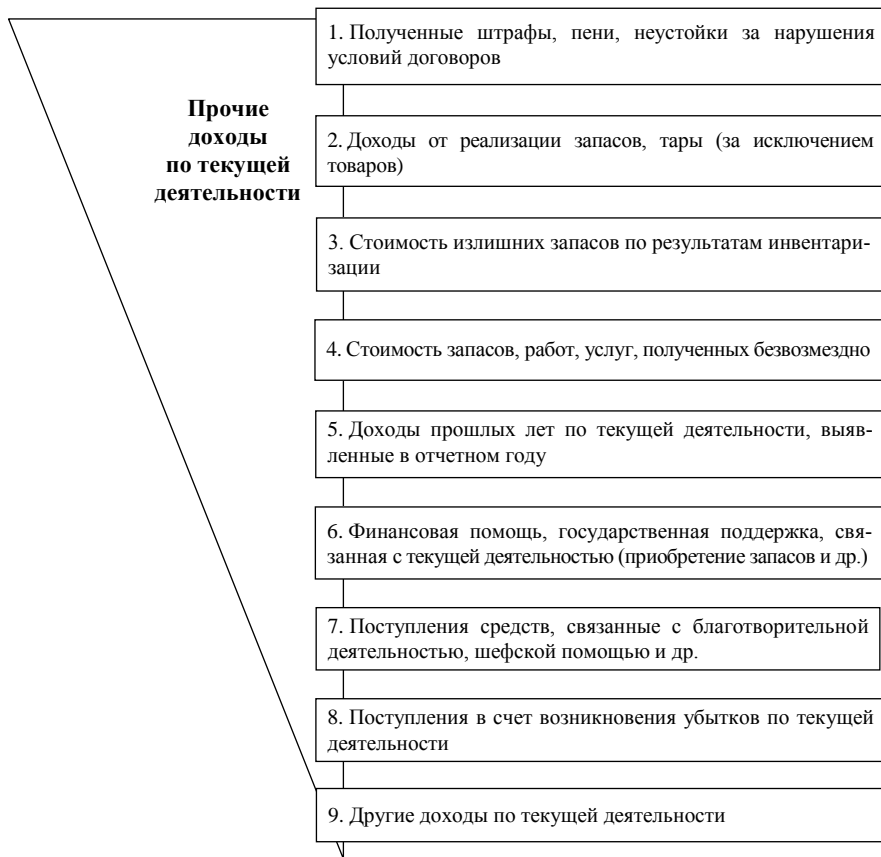 Прочие
доходы
по текущей
деятельности
1. Полученные штрафы, пени, неустойки за нарушения
условий договоров
2. Доходы от реализации запасов, тары (за исключением
товаров)
3. Стоимость излишних запасов по результатам инвентари-
зации
4. Стоимость запасов, работ, услуг, полученных безвозмездно
5. Доходы прошлых лет по текущей деятельности, выяв-
ленные в отчетном году
6. Финансовая помощь, государственная поддержка, свя-
занная с текущей деятельностью (приобретение запасов и др.)
7. Поступления средств, связанные с благотворительной
деятельностью, шефской помощью и др.
8. Поступления в счет возникновения убытков по текущей
деятельности
9. Другие доходы по текущей деятельности